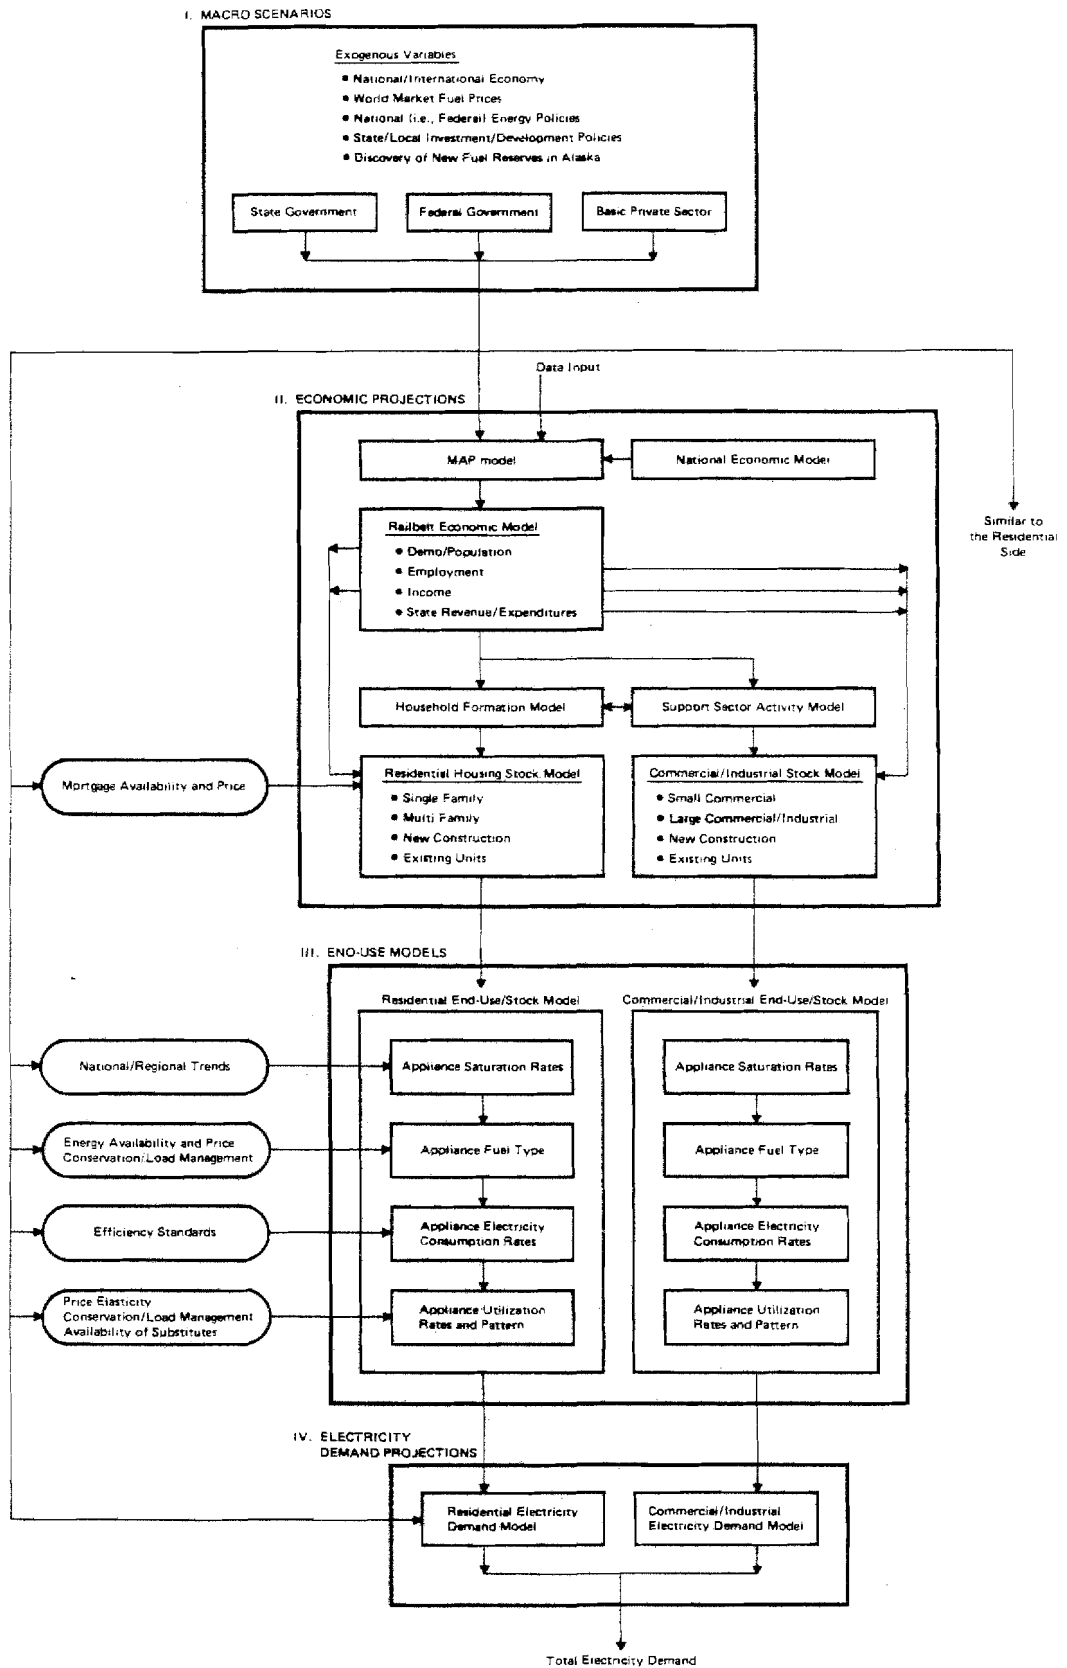 I. MACRO SCENARIOS
Exogenous Variables
• National/International Economy
• World Market Fuel Prices
• National (i.e., Federal) Energy Policies
• State/Local Investment/Development Policies
• Discovery of New Fuel Reserves in Alaska
State Government
Federal Government
Basic Private Sector
Data Input
II. ECONOMIC PROJECTIONS
MAP model
National Economic Model
Railbelt Economic Model
• Demo/Population
• Employment
• Income
• State Revenue/Expenditures
Similar to
the Residential
Side
Household Formation Model
Support Sector Activity Model
Mortgage Availability and Price
Residential Housing Stock Model
• Single Family
• Multi Family
• New Construction
• Existing Units
Commercial/Industrial Stock Model
• Small Commercial
• Large Commercial/Industrial
• New Construction
• Existing Units
III. END-USE MODELS
Residential End-Use/Stock Model
Commercial/Industrial End-Use/Stock Model
National/Regional Trends
Appliance Saturation Rates
Appliance Saturation Rates
Energy Availability and Price
Conservation/Load Management
Appliance Fuel Type
Appliance Fuel Type
Efficiency Standards
Appliance Electricity
Consumption Rates
Appliance Electricity
Consumption Rates
Price Elasticity
Conservation/Load Management
Availability of Substitutes
Appliance Utilization
Rates and Pattern
Appliance Utilization
Rates and Pattern
IV. ELECTRICITY
DEMAND PROJECTIONS
Residential Electricity
Demand Model
Commercial/Industrial
Electricity Demand Model
Total Electricity Demand